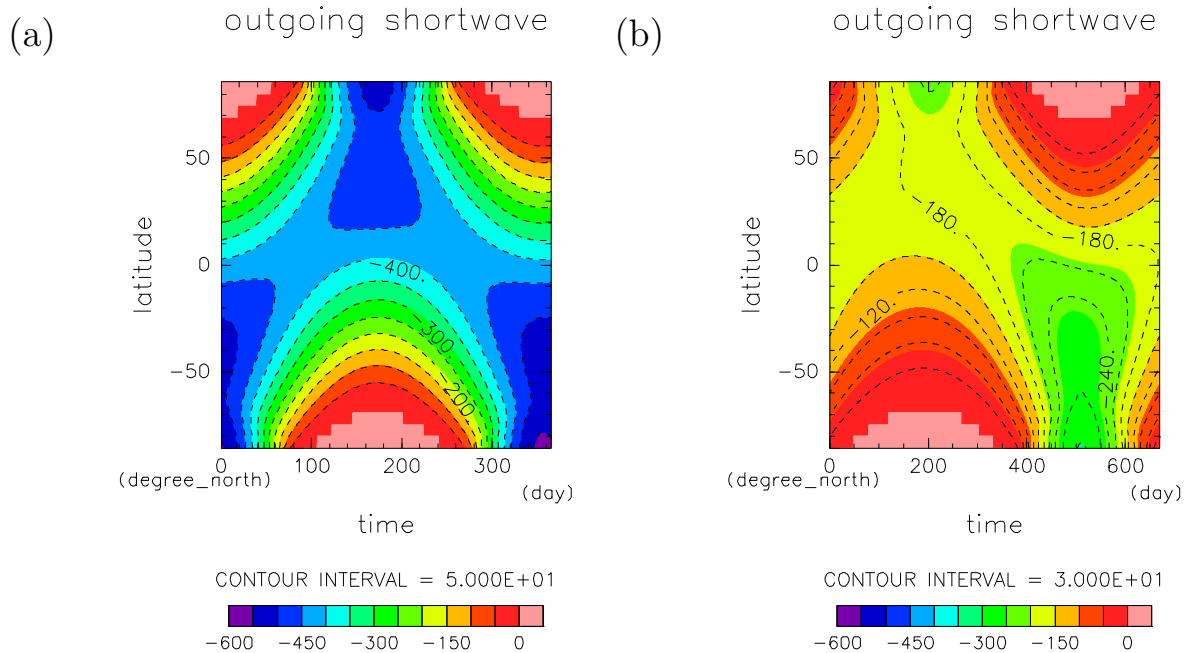 (a)
outgoing shortwave
latitude
50
0
−50
−400.
−300.
−200
0 100 200 300
(degree_north)
(day)
time
CONTOUR INTERVAL = 5.000E+01
−600 −450 −300 −150 0
(b)
outgoing shortwave
latitude
50
0
−50
−180.
−180.
−120.
−240.
0 200 400 600
(degree_north)
(day)
time
CONTOUR INTERVAL = 3.000E+01
−600 −450 −300 −150 0